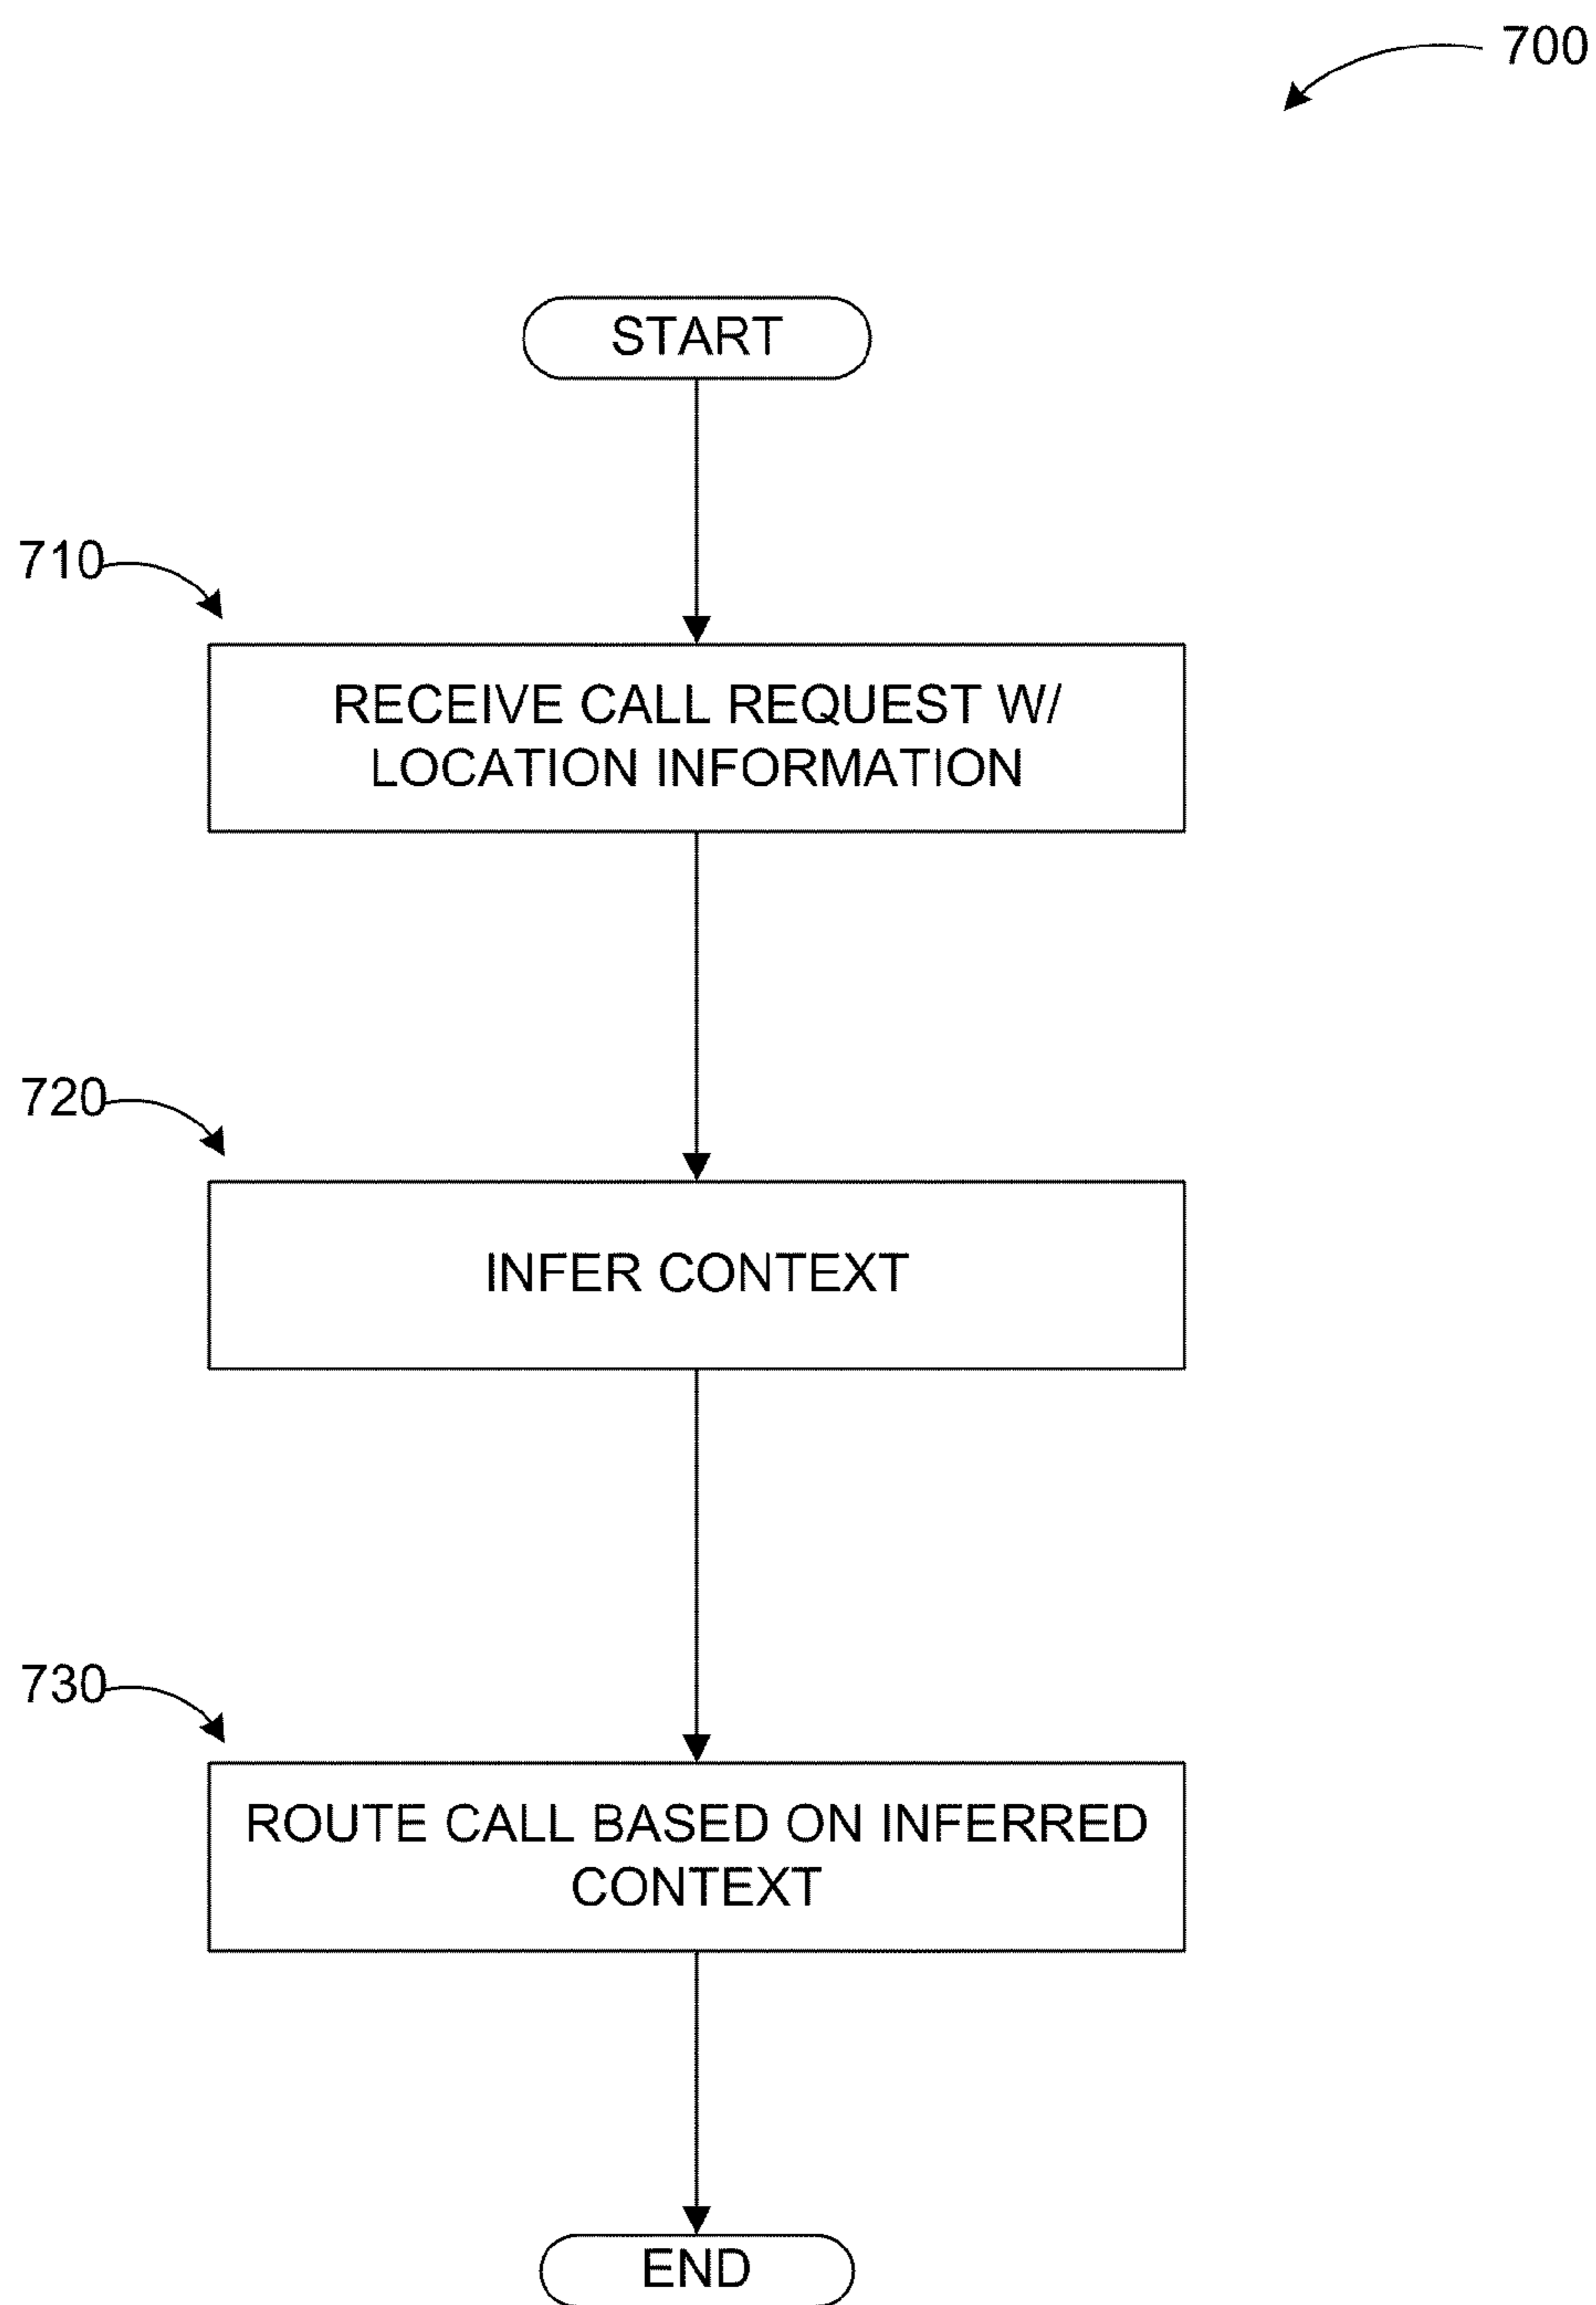 700
START
710
RECEIVE CALL REQUEST W/
LOCATION INFORMATION
720
INFER CONTEXT
730
ROUTE CALL BASED ON INFERRED
CONTEXT
END